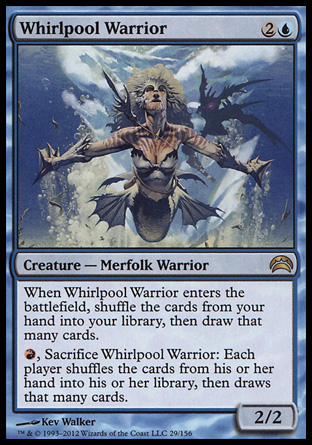 Whirlpool Warrior 2
Creature — Merfolk Warrior
When Whirlpool Warrior enters the
battlefield, shuffle the cards from your
hand into your library, then draw that
many cards.
, Sacrifice Whirlpool Warrior: Each
player shuffles the cards from his or her
hand into his or her library, then draws
that many cards.
Kev Walker
™ & © 1993–2012 Wizards of the Coast LLC 29/156
2/2